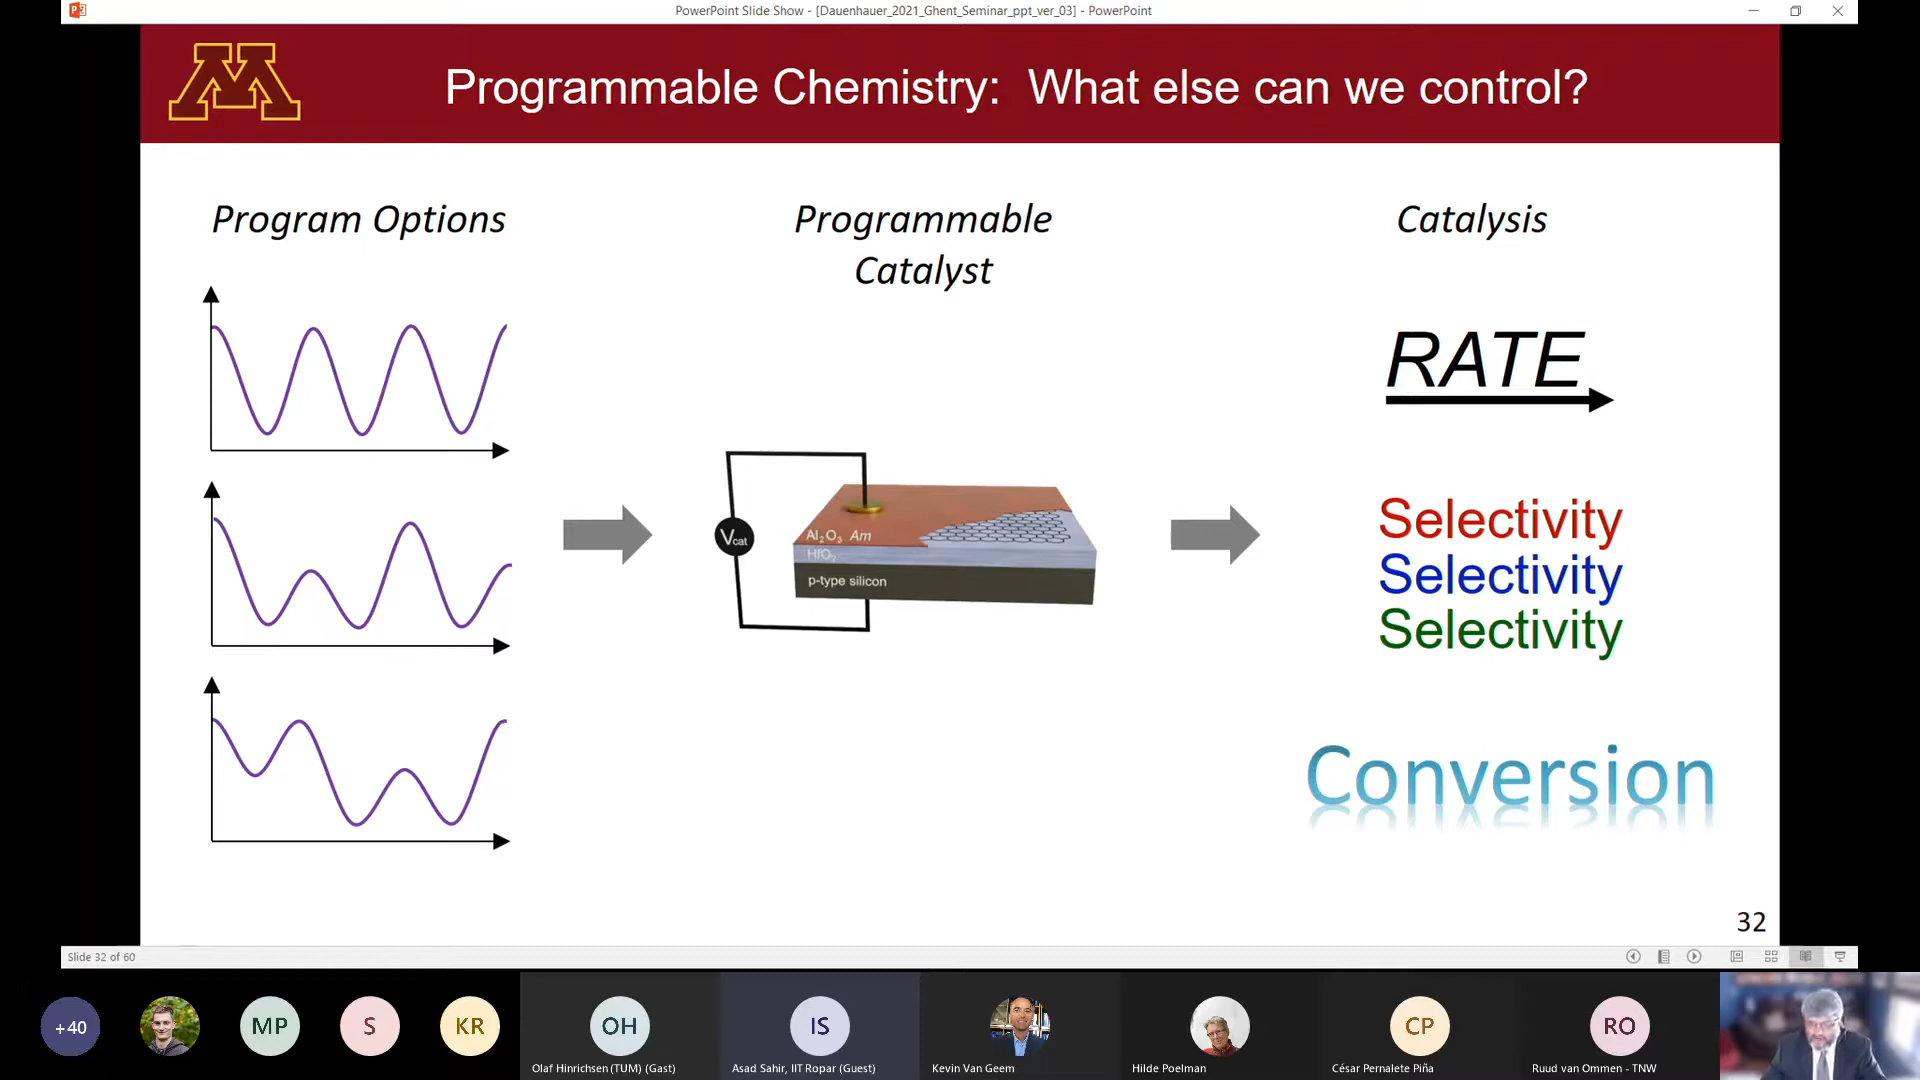 PowerPoint Slide Show - [Dauenhauer_2021_Ghent_Seminar_ppt_ver_03] - PowerPoint
M
Programmable Chemistry: What else can we control?
Program Options
Programmable
Catalyst
Catalysis
RATE
Vcat
Al2O3 Am
HfO2
p-type silicon
Selectivity
Selectivity
Selectivity
Conversion
32
Slide 32 of 60
+40
MP
S
KR
OH
IS
CP
RO
Olaf Hinrichsen (TUM) (Gast)
Asad Sahir, IIT Ropar (Guest)
Kevin Van Geem
Hilde Poelman
César Pernalete Piña
Ruud van Ommen - TNW